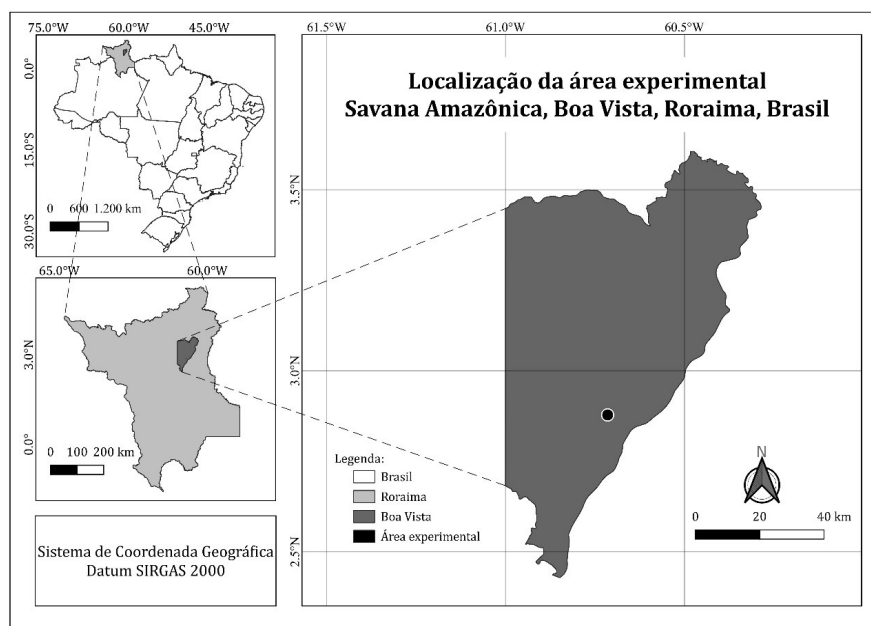 75.0°W 60.0°W 45.0°W
0.0°
15.0°S
30.0°S
0 600 1.200 km
65.0°W 60.0°W
3.0°N
0.0°
0 100 200 km
Sistema de Coordenada Geográfica
Datum SIRGAS 2000
61.5°W 61.0°W 60.5°W
Localização da área experimental
Savana Amazônica, Boa Vista, Roraima, Brasil
3.5°N
3.0°N
2.5°N
Legenda:
Brasil
Roraima
Boa Vista
Área experimental
N
0 20 40 km